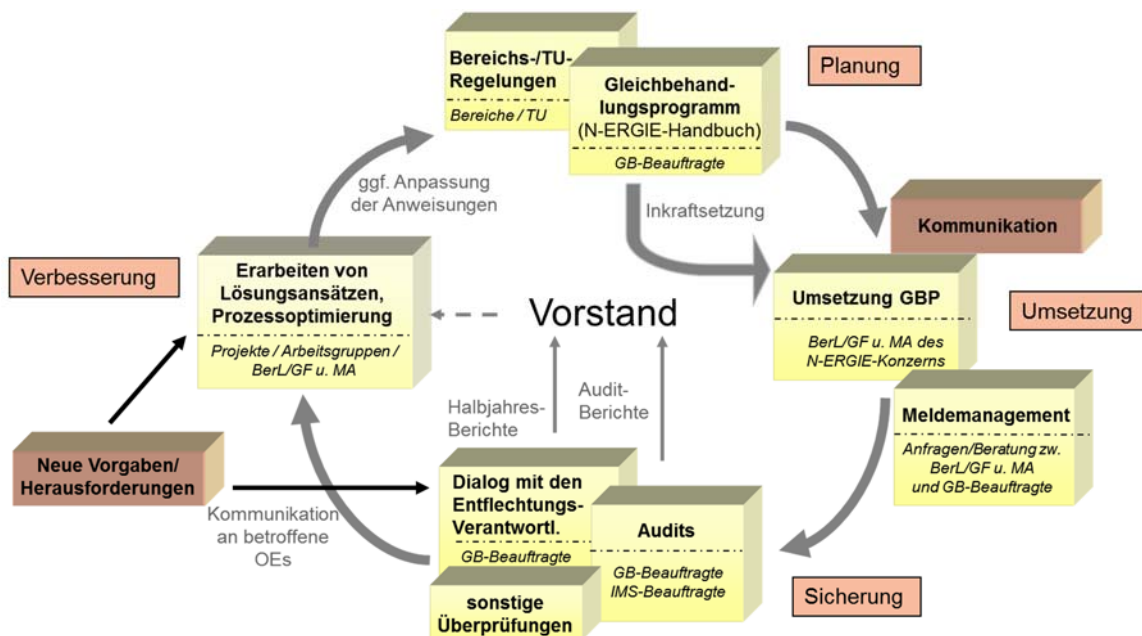 Bereichs-/TU-
Regelungen
Bereiche / TU
Gleichbehand-
lungsprogramm
(N-ERGIE-Handbuch)
GB-Beauftragte
Planung
ggf. Anpassung
der Anweisungen
Inkraftsetzung
Kommunikation
Verbesserung
Erarbeiten von
Lösungsansätzen,
Prozessoptimierung
Projekte / Arbeitsgruppen /
BerL/GF u. MA
Vorstand
Umsetzung GBP
BerL/GF u. MA des
N-ERGIE-Konzerns
Umsetzung
Halbjahres-
Berichte
Audit-
Berichte
Meldemanagement
Anfragen/Beratung zw.
BerL/GF u. MA
und GB-Beauftragte
Neue Vorgaben/
Herausforderungen
Kommunikation
an betroffene
OEs
Dialog mit den
Entflechtungs-
Verantwortl.
GB-Beauftragte
Audits
GB-Beauftragte
IMS-Beauftragte
sonstige
Überprüfungen
Sicherung